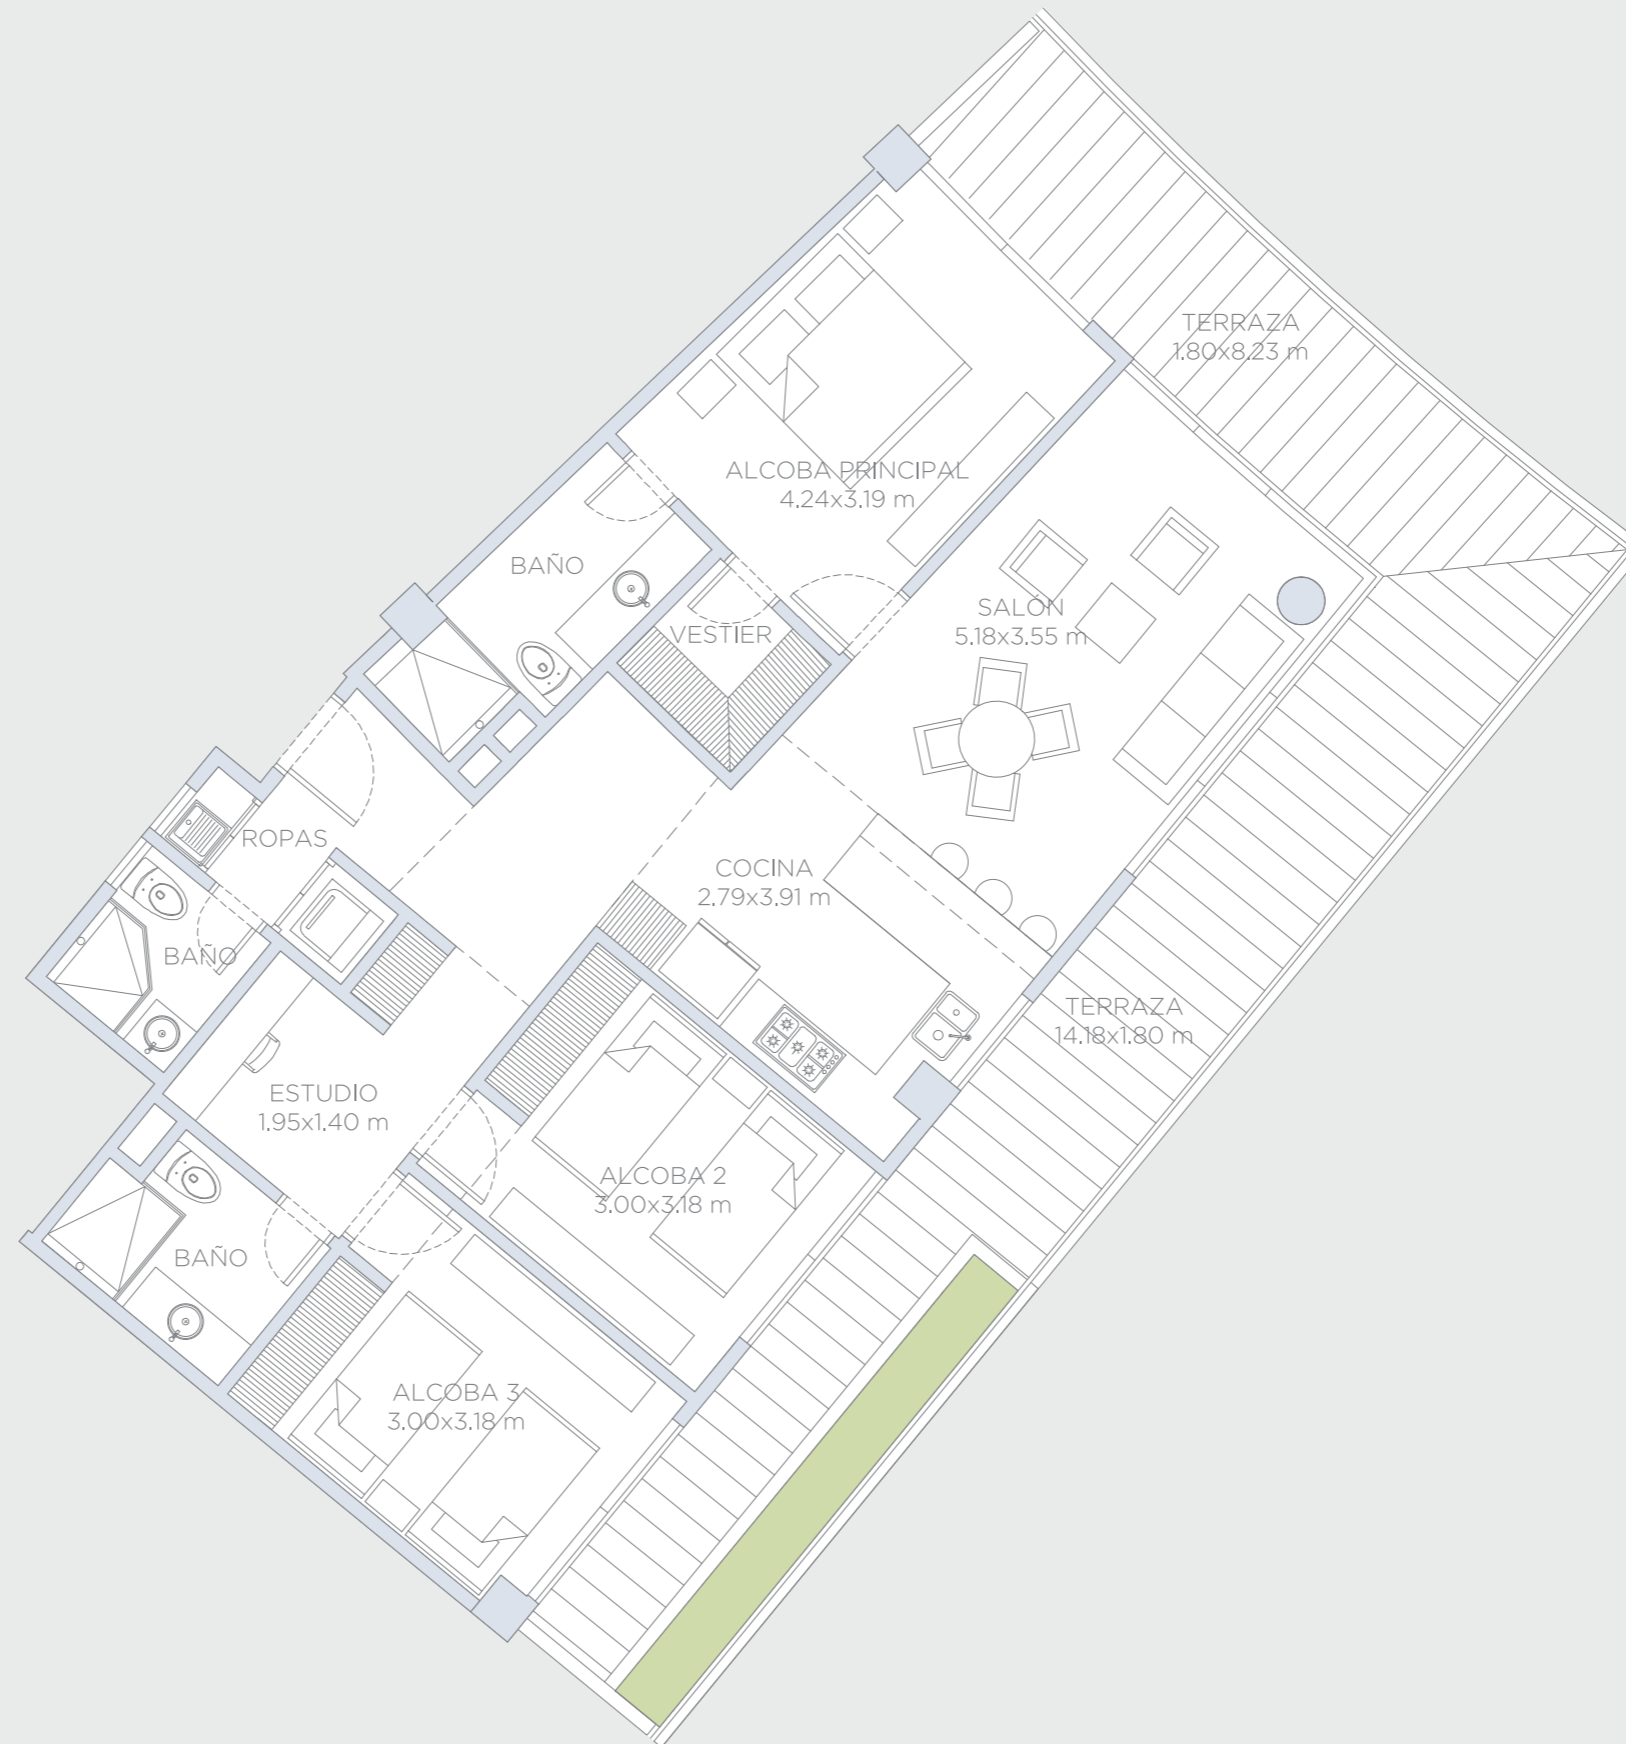 TERRAZA
1.80x8.23 m
ALCOBA PRINCIPAL
4.24x3.19 m
BAÑO
VESTIER
SALÓN
5.18x3.55 m
ROPAS
COCINA
2.79x3.91 m
BAÑO
TERRAZA
14.18x1.80 m
ESTUDIO
1.95x1.40 m
ALCOBA 2
3.00x3.18 m
BAÑO
ALCOBA 3
3.00x3.18 m